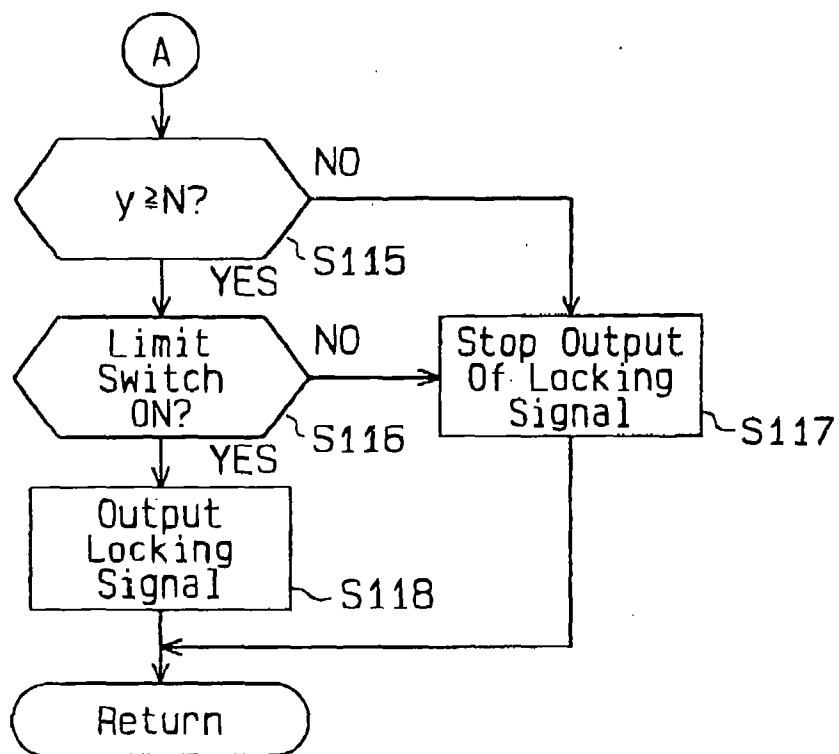 A
y≧N?
NO
S115
YES
Limit
Switch
ON?
NO
S116
YES
Stop Output
Of Locking
Signal
S117
Output
Locking
Signal
S118
Return